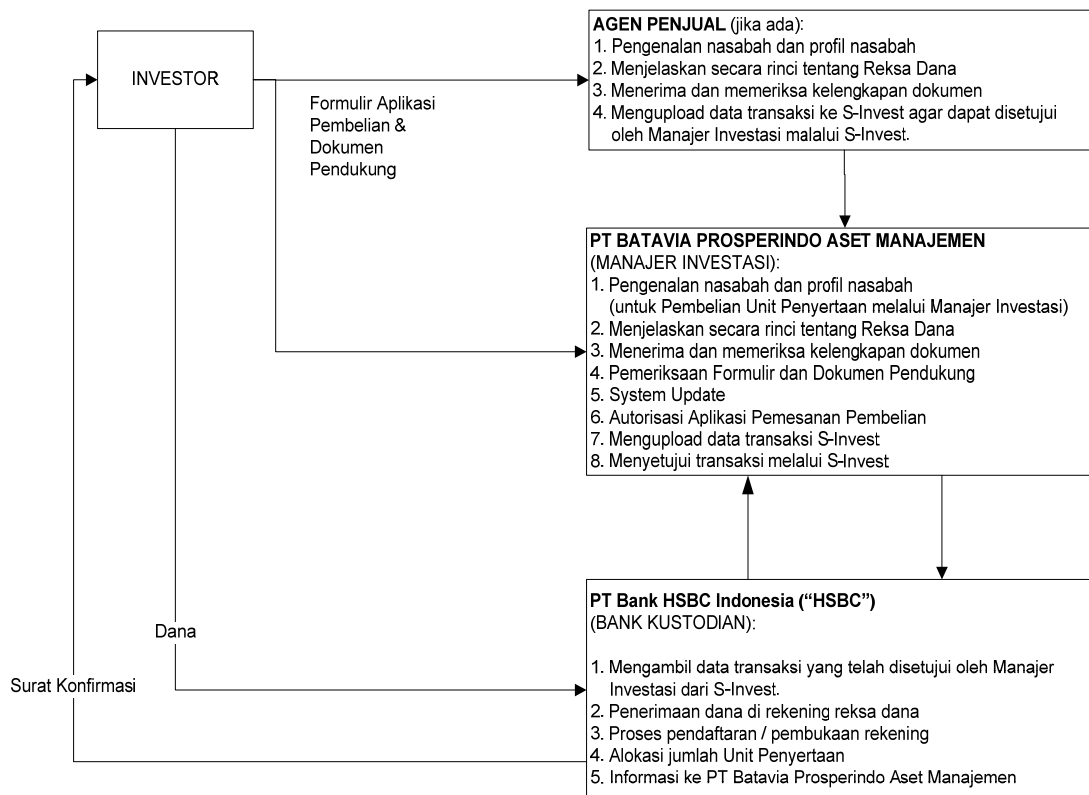 INVESTOR
Formulir Aplikasi
Pembelian &
Dokumen
Pendukung
AGEN PENJUAL (jika ada):
1. Pengenalan nasabah dan profil nasabah
2. Menjelaskan secara rinci tentang Reksa Dana
3. Menerima dan memeriksa kelengkapan dokumen
4. Mengupload data transaksi ke S-Invest agar dapat disetujui
oleh Manajer Investasi malalui S-Invest.
PT BATAVIA PROSPERINDO ASET MANAJEMEN
(MANAJER INVESTASI):
1. Pengenalan nasabah dan profil nasabah
(untuk Pembelian Unit Penyertaan melalui Manajer Investasi)
2. Menjelaskan secara rinci tentang Reksa Dana
3. Menerima dan memeriksa kelengkapan dokumen
4. Pemeriksaan Formulir dan Dokumen Pendukung
5. System Update
6. Autorisasi Aplikasi Pemesanan Pembelian
7. Mengupload data transaksi S-Invest
8. Menyetujui transaksi melalui S-Invest
Dana
Surat Konfirmasi
PT Bank HSBC Indonesia (“HSBC”)
(BANK KUSTODIAN):
1. Mengambil data transaksi yang telah disetujui oleh Manajer
Investasi dari S-Invest.
2. Penerimaan dana di rekening reksa dana
3. Proses pendaftaran / pembukaan rekening
4. Alokasi jumlah Unit Penyertaan
5. Informasi ke PT Batavia Prosperindo Aset Manajemen